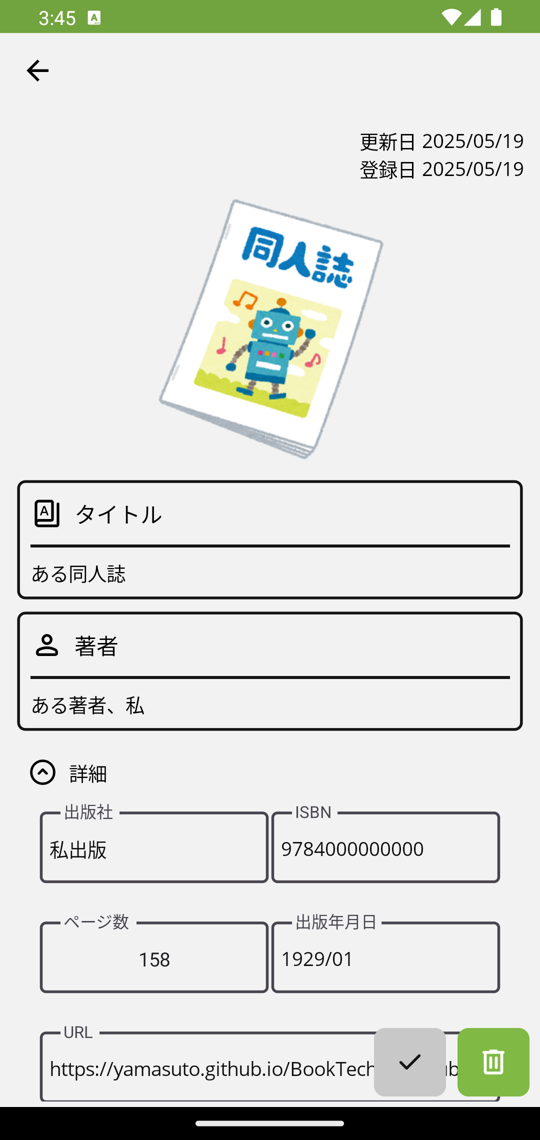 3:45
更新日 2025/05/19
登録日 2025/05/19
同人誌
タイトル
ある同人誌
著者
ある著者、私
詳細
出版社
私出版
ISBN
9784000000000
ページ数
158
出版年月日
1929/01
URL
https://yamasuto.github.io/BookTech